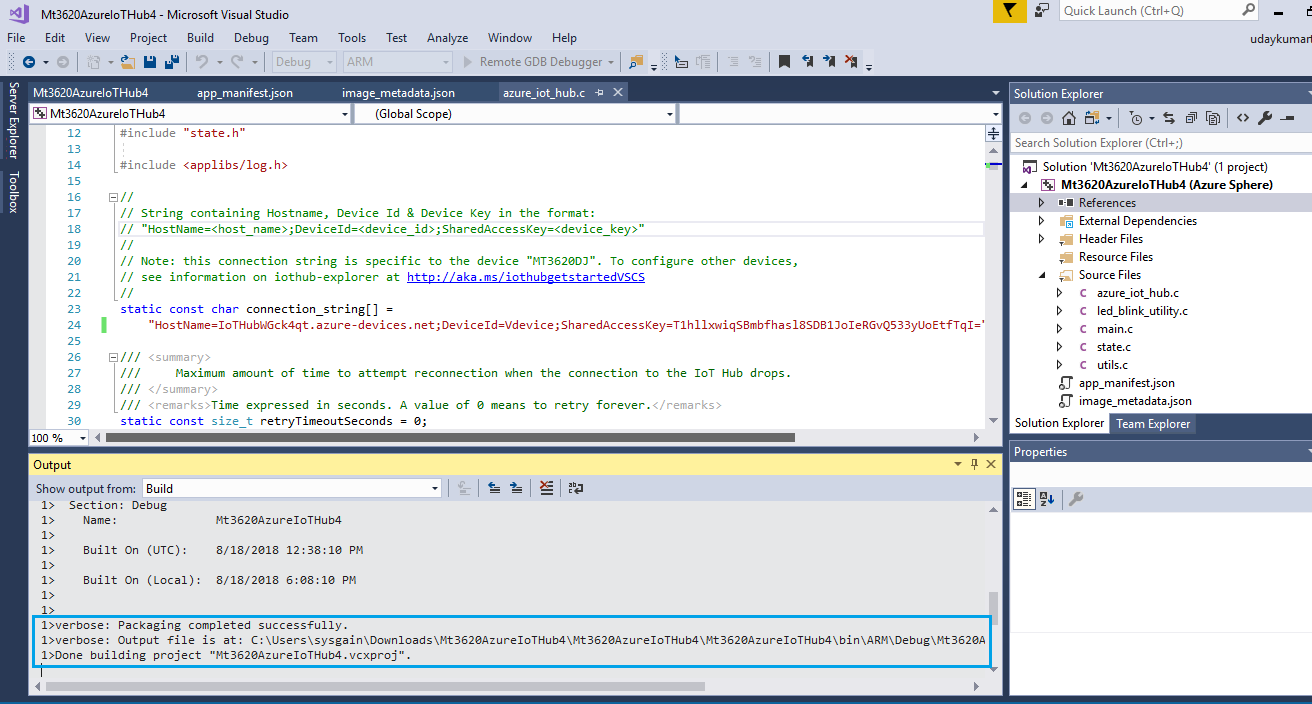 Mt3620AzureIoTHub4 - Microsoft Visual Studio
Quick Launch (Ctrl+Q)
File Edit View Project Build Debug Team Tools Test Analyze Window Help
udaykumar
Debug ARM Remote GDB Debugger
Server Explorer
Toolbox
Mt3620AzureIoTHub4 app_manifest.json image_metadata.json azure_iot_hub.c
Mt3620AzureIoTHub4 (Global Scope)
12 #include "state.h"
13
14 #include <applibs/log.h>
15
16 //
17 // String containing Hostname, Device Id & Device Key in the format:
18 // "HostName=<host_name>;DeviceId=<device_id>;SharedAccessKey=<device_key>"
19 //
20 // Note: this connection string is specific to the device "MT3620DJ". To configure other devices,
21 // see information on iothub-explorer at http://aka.ms/iothubgetstartedVSCS
22 //
23 static const char connection_string[] =
24 "HostName=IoTHubWGck4qt.azure-devices.net;DeviceId=Vdevice;SharedAccessKey=T1hllxwiqSBmbfhasl8SDB1JoIeRGvQ533yUoEtfTqI="
25
26 /// <summary>
27 /// Maximum amount of time to attempt reconnection when the connection to the IoT Hub drops.
28 /// </summary>
29 /// <remarks>Time expressed in seconds. A value of 0 means to retry forever.</remarks>
30 static const size_t retryTimeoutSeconds = 0;
100 %
Output
Show output from: Build
1> Section: Debug
1> Name: Mt3620AzureIoTHub4
1>
1> Built On (UTC): 8/18/2018 12:38:10 PM
1>
1> Built On (Local): 8/18/2018 6:08:10 PM
1>
1>
1>verbose: Packaging completed successfully.
1>verbose: Output file is at: C:\Users\sysgain\Downloads\Mt3620AzureIoTHub4\Mt3620AzureIoTHub4\Mt3620AzureIoTHub4\bin\ARM\Debug\Mt3620A
1>Done building project "Mt3620AzureIoTHub4.vcxproj".
Solution Explorer
Search Solution Explorer (Ctrl+;)
Solution 'Mt3620AzureIoTHub4' (1 project)
Mt3620AzureIoTHub4 (Azure Sphere)
References
External Dependencies
Header Files
Resource Files
Source Files
C azure_iot_hub.c
C led_blink_utility.c
C main.c
C state.c
C utils.c
app_manifest.json
image_metadata.json
Solution Explorer Team Explorer
Properties